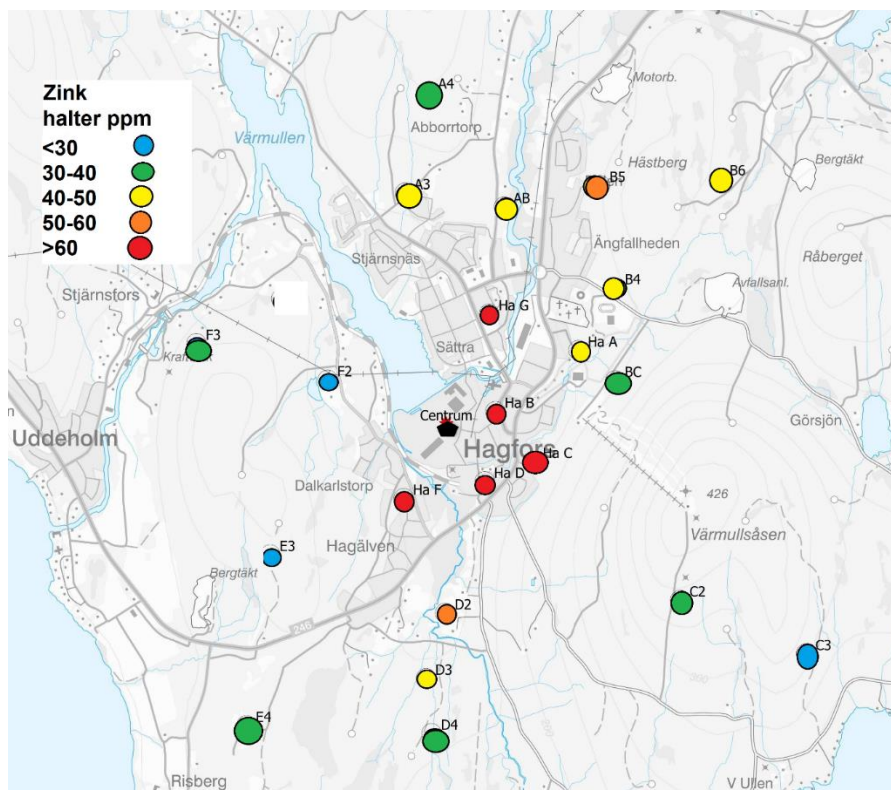 Zink
halter ppm
<30
30-40
40-50
50-60
>60
Värmullen
A4
Abborrtorp
Motorb.
A3
AB
B5
Hästberg
B6
Bergtäkt
Ängfallheden
Stjärnsnäs
Råberget
Stjärnsfors
B4
Avfallsanl.
Ha G
F3
Sättra
Ha A
F2
BC
Centrum
Ha B
Görsjön
Uddeholm
Hagfors
Ha C
Dalkarlstorp
Ha D
Ha F
426
Värmullsåsen
Hagälven
E3
Bergtäkt
D2
C2
246
C3
D3
200
E4
D4
200
Risberg
V Ullen